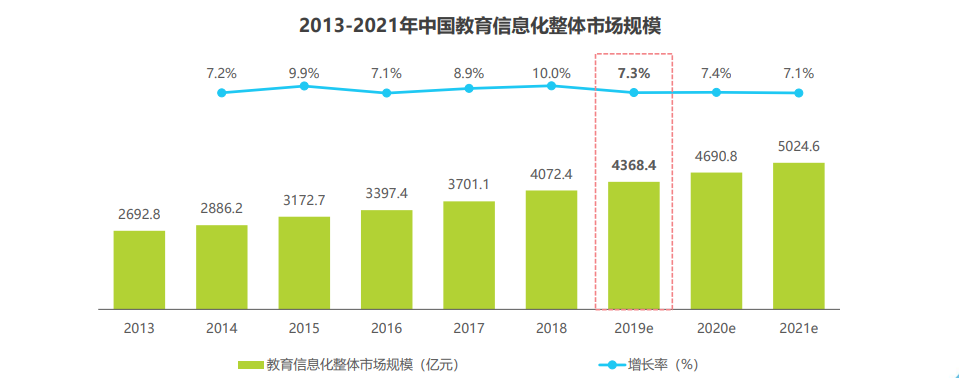 2013-2021年中国教育信息化整体市场规模
7.2% 9.9% 7.1% 8.9% 10.0% 7.3% 7.4% 7.1%
2692.8 2886.2 3172.7 3397.4 3701.1 4072.4 4368.4 4690.8 5024.6
2013 2014 2015 2016 2017 2018 2019e 2020e 2021e
教育信息化整体市场规模（亿元） 增长率（%）